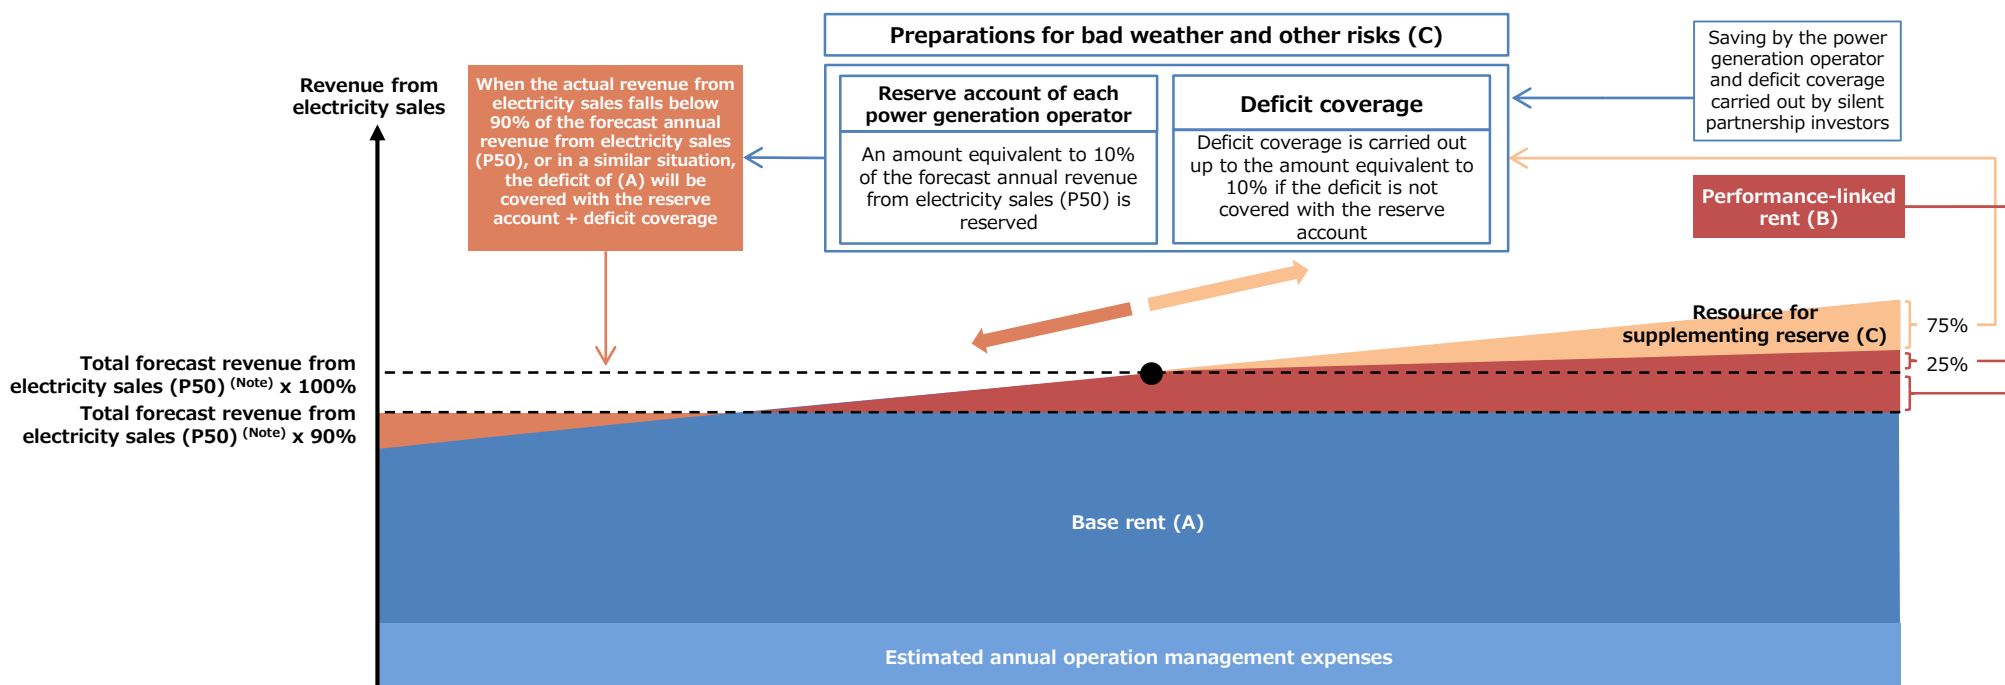 Preparations for bad weather and other risks (C)
Revenue from
electricity sales
When the actual revenue from
electricity sales falls below
90% of the forecast annual
revenue from electricity sales
(P50), or in a similar situation,
the deficit of (A) will be
covered with the reserve
account + deficit coverage
Reserve account of each
power generation operator
An amount equivalent to 10%
of the forecast annual revenue
from electricity sales (P50) is
reserved
Deficit coverage
Deficit coverage is carried out
up to the amount equivalent to
10% if the deficit is not
covered with the reserve
account
Saving by the power
generation operator
and deficit coverage
carried out by silent
partnership investors
Performance-linked
rent (B)
Resource for
supplementing reserve (C)
75%
25%
Total forecast revenue from
electricity sales (P50) (Note) x 100%
Total forecast revenue from
electricity sales (P50) (Note) x 90%
Base rent (A)
Estimated annual operation management expenses